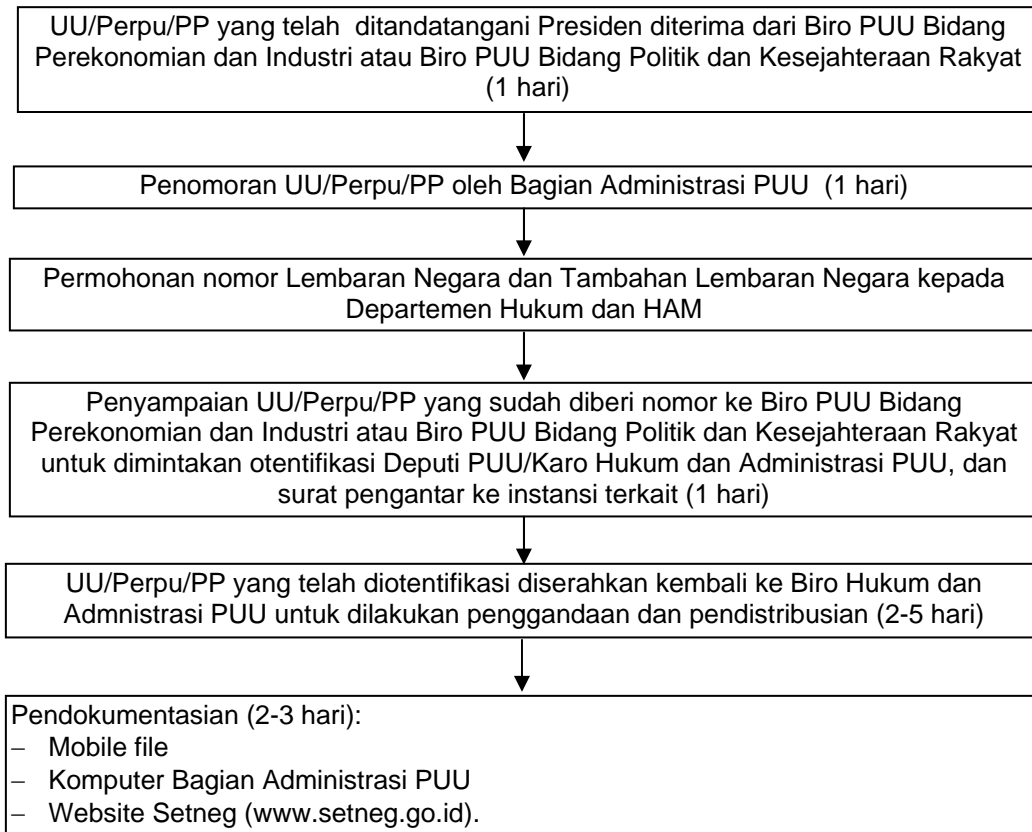 UU/Perpu/PP yang telah ditandatangani Presiden diterima dari Biro PUU Bidang
Perekonomian dan Industri atau Biro PUU Bidang Politik dan Kesejahteraan Rakyat
(1 hari)
Penomoran UU/Perpu/PP oleh Bagian Administrasi PUU (1 hari)
Permohonan nomor Lembaran Negara dan Tambahan Lembaran Negara kepada
Departemen Hukum dan HAM
Penyampaian UU/Perpu/PP yang sudah diberi nomor ke Biro PUU Bidang
Perekonomian dan Industri atau Biro PUU Bidang Politik dan Kesejahteraan Rakyat
untuk dimintakan otentifikasi Deputi PUU/Karo Hukum dan Administrasi PUU, dan
surat pengantar ke instansi terkait (1 hari)
UU/Perpu/PP yang telah diotentifikasi diserahkan kembali ke Biro Hukum dan
Admnistrasi PUU untuk dilakukan penggandaan dan pendistribusian (2-5 hari)
Pendokumentasian (2-3 hari):
– Mobile file
– Komputer Bagian Administrasi PUU
– Website Setneg (www.setneg.go.id).